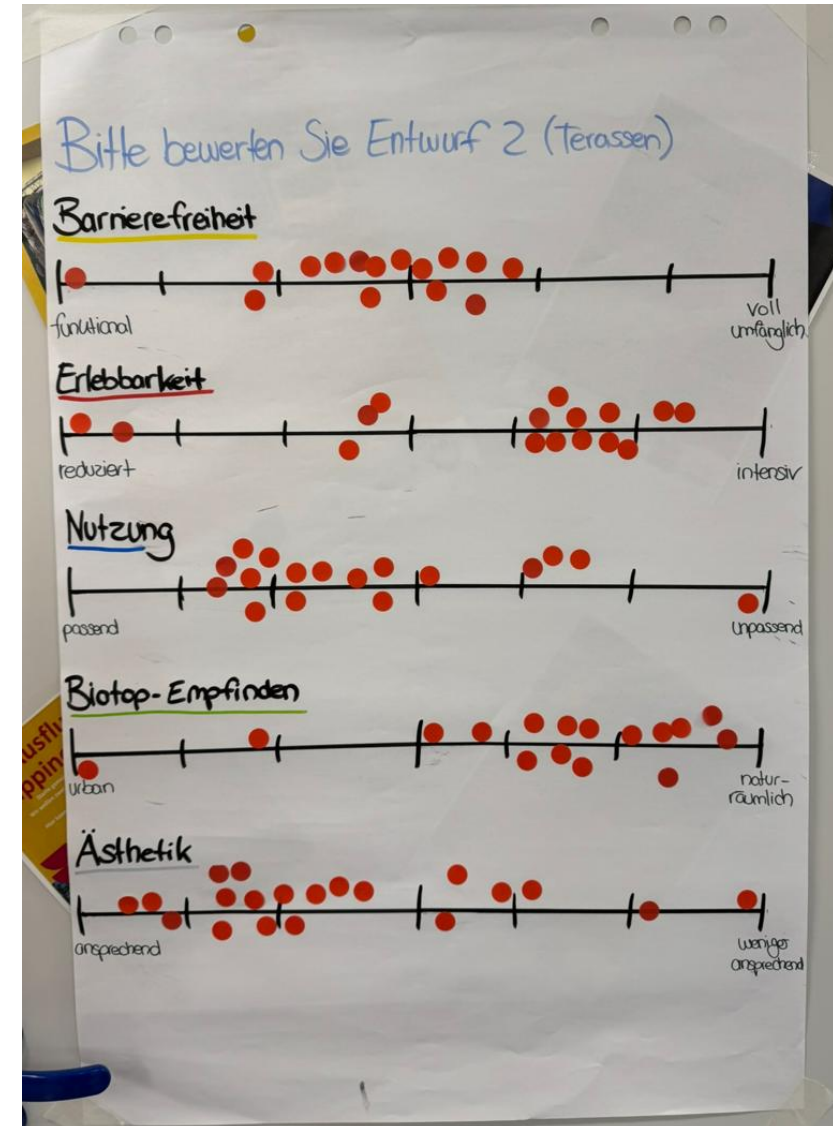 Bitte bewerten Sie Entwurf 2 (Terassen)
Barrierefreiheit
funktional
voll
umfänglich
Erlebbarkeit
reduziert
intensiv
Nutzung
passend
unpassend
Biotop-Empfinden
urban
natur-
räumlich
Ästhetik
ansprechend
weniger
ansprechend